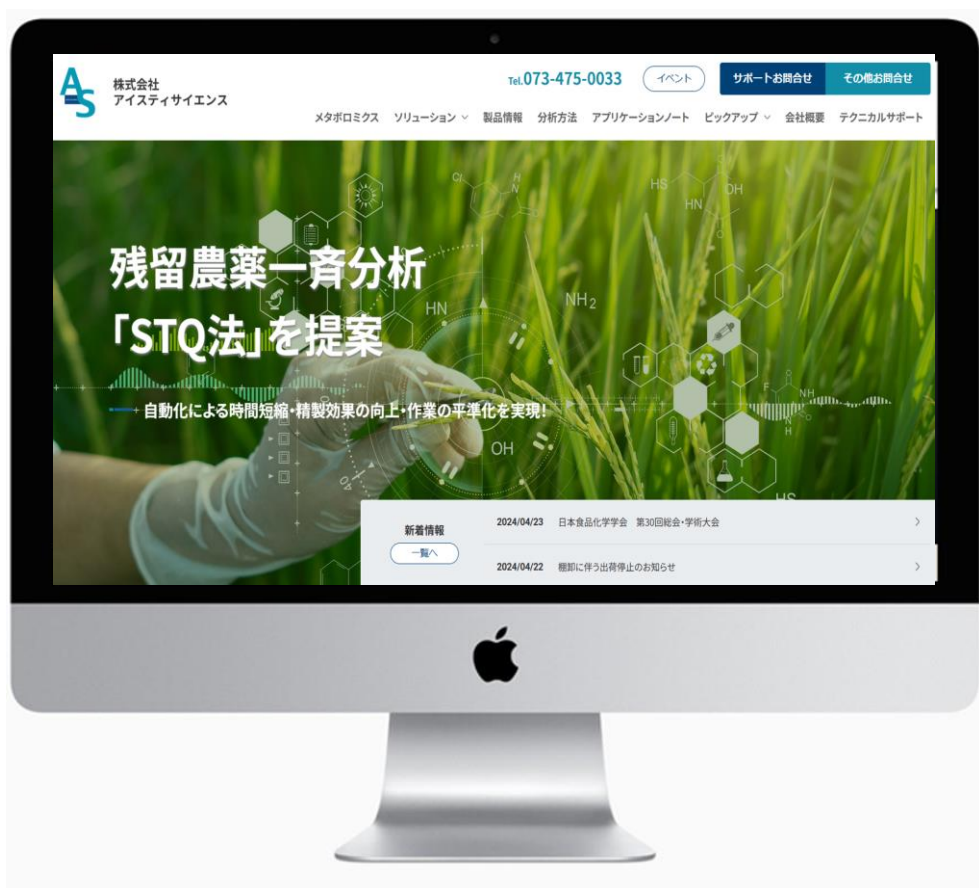 AS
株式会社
アイスティサイエンス
Tel.073-475-0033
イベント
サポートお問合せ
その他お問合せ
メタボロミクス ソリューション 製品情報 分析方法 アプリケーションノート ピックアップ 会社概要 テクニカルサポート
残留農薬一斉分析
「STQ法」を提案
自動化による時間短縮・精製効果の向上・作業の平準化を実現!
Cl
H
N
HS
OH
HN
HN
NH2
F
NH
N
H
OH
40
HS
新着情報
一覧へ
2024/04/23 日本食品化学学会 第30回総会・学術大会
2024/04/22 棚卸に伴う出荷停止のお知らせ